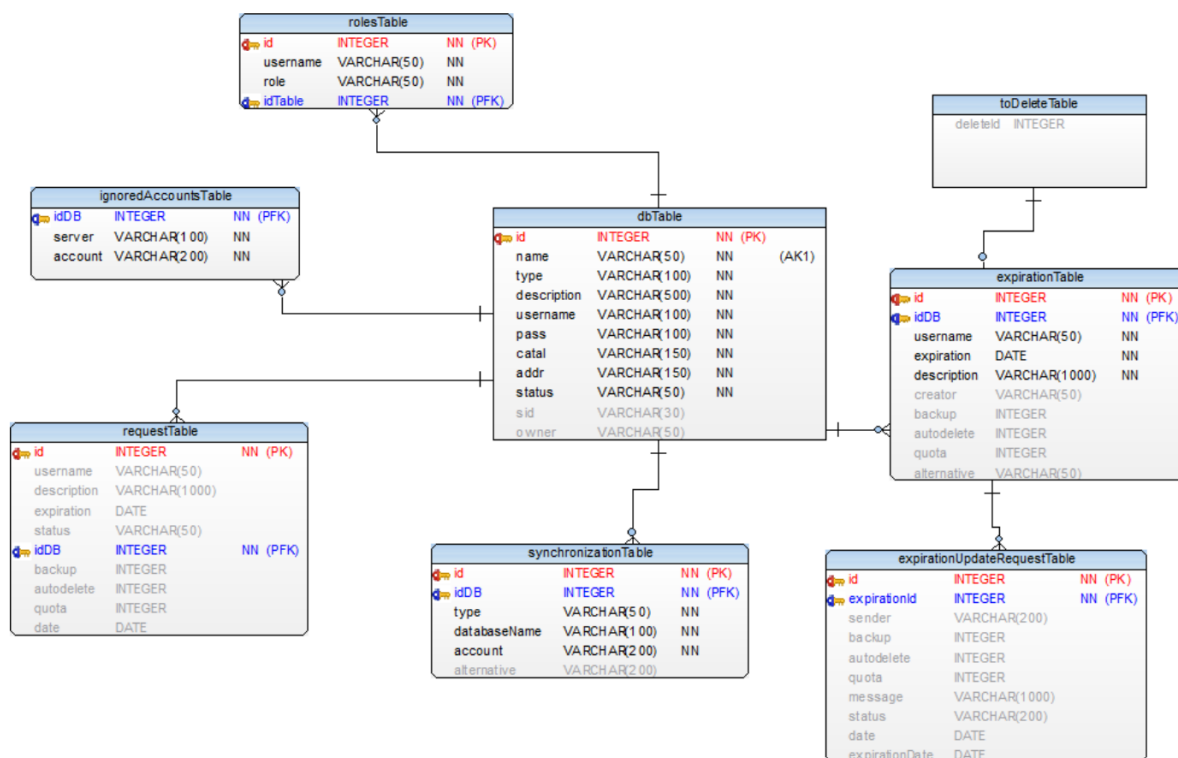 rolesTable
id INTEGER NN (PK)
username VARCHAR(50) NN
role VARCHAR(50) NN
idTable INTEGER NN (PFK)
toDeleteTable
deleteId INTEGER
ignoredAccountsTable
idDB INTEGER NN (PFK)
server VARCHAR(100) NN
account VARCHAR(200) NN
dbTable
id INTEGER NN (PK)
name VARCHAR(50) NN (AK1)
type VARCHAR(100) NN
description VARCHAR(500) NN
username VARCHAR(100) NN
pass VARCHAR(100) NN
catal VARCHAR(150) NN
addr VARCHAR(150) NN
status VARCHAR(50) NN
sid VARCHAR(30)
owner VARCHAR(50)
expirationTable
id INTEGER NN (PK)
idDB INTEGER NN (PFK)
username VARCHAR(50) NN
expiration DATE NN
description VARCHAR(1000) NN
creator VARCHAR(50)
backup INTEGER
autodelete INTEGER
quota INTEGER
alternative VARCHAR(50)
requestTable
id INTEGER NN (PK)
username VARCHAR(50)
description VARCHAR(1000)
expiration DATE
status VARCHAR(50)
idDB INTEGER NN (PFK)
backup INTEGER
autodelete INTEGER
quota INTEGER
date DATE
synchronizationTable
id INTEGER NN (PK)
idDB INTEGER NN (PFK)
type VARCHAR(50) NN
databaseName VARCHAR(100) NN
account VARCHAR(200) NN
alternative VARCHAR(200)
expirationUpdateRequestTable
id INTEGER NN (PK)
expirationId INTEGER NN (PFK)
sender VARCHAR(200)
backup INTEGER
autodelete INTEGER
quota INTEGER
message VARCHAR(1000)
status VARCHAR(200)
date DATE
expirationDate DATE